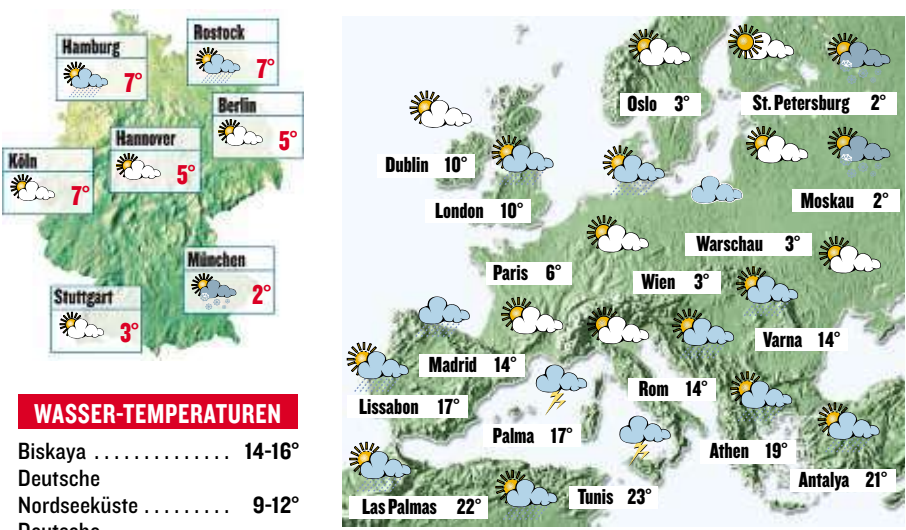 Rostock
7°
Hamburg
7°
Berlin
5°
Hannover
5°
Köln
7°
München
2°
Stuttgart
3°
WASSER-TEMPERATUREN
Biskaya .............. 14-16°
Deutsche
Nordseeküste ......... 9-12°
Deutsche
Oslo 3°
St. Petersburg 2°
Dublin 10°
London 10°
Moskau 2°
Warschau 3°
Paris 6°
Wien 3°
Varna 14°
Madrid 14°
Rom 14°
Lissabon 17°
Palma 17°
Athen 19°
Antalya 21°
Las Palmas 22°
Tunis 23°